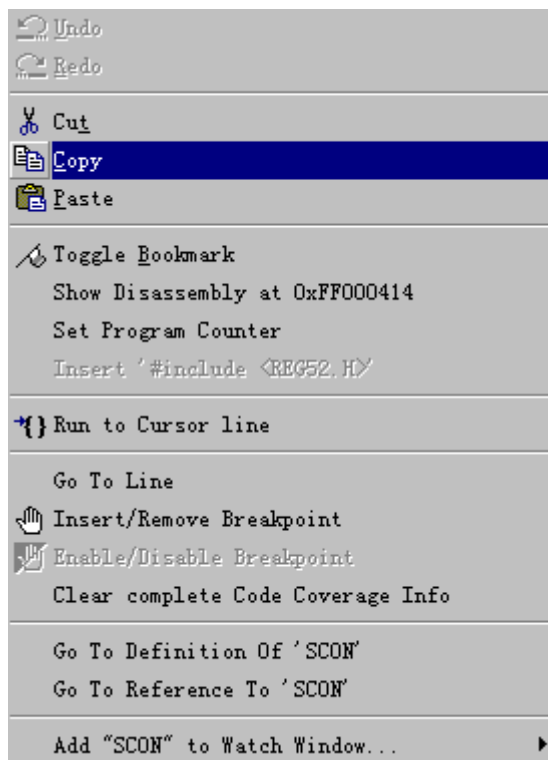 Undo
Redo
Cut
Copy
Paste
Toggle Bookmark
Show Disassembly at 0xFF000414
Set Program Counter
Insert '#include <REG52.H>'
Run to Cursor line
Go To Line
Insert/Remove Breakpoint
Enable/Disable Breakpoint
Clear complete Code Coverage Info
Go To Definition Of 'SCON'
Go To Reference To 'SCON'
Add "SCON" to Watch Window...